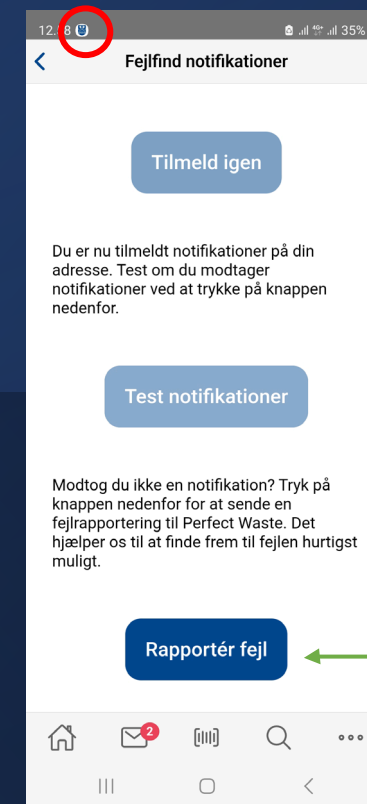 4G+ 35%
Fejlfind notifikationer
Tilmeld igen
Du er nu tilmeldt notifikationer på din
adresse. Test om du modtager
notifikationer ved at trykke på knappen
nedenfor.
Test notifikationer
Modtog du ikke en notifikation? Tryk på
knappen nedenfor for at sende en
fejlrapportering til Perfect Waste. Det
hjælper os til at finde frem til fejlen hurtigst
muligt.
Rapportér fejl
2